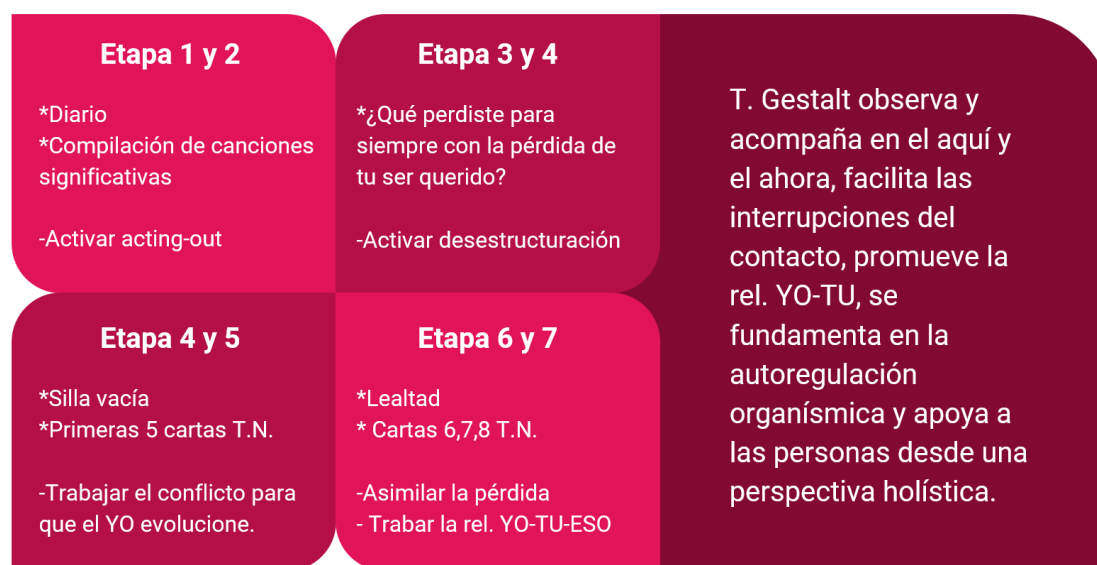 Etapa 1 y 2
*Diario
*Compilación de canciones
significativas
-Activar acting-out
Etapa 3 y 4
*¿Qué perdiste para
siempre con la pérdida de
tu ser querido?
-Activar desestructuración
Etapa 4 y 5
*Silla vacía
*Primeras 5 cartas T.N.
-Trabajar el conflicto para
que el YO evolucione.
Etapa 6 y 7
*Lealtad
* Cartas 6,7,8 T.N.
-Asimilar la pérdida
- Trabar la rel. YO-TU-ESO
T. Gestalt observa y
acompaña en el aquí y
el ahora, facilita las
interrupciones del
contacto, promueve la
rel. YO-TU, se
fundamenta en la
autoregulación
organísmica y apoya a
las personas desde una
perspectiva holística.